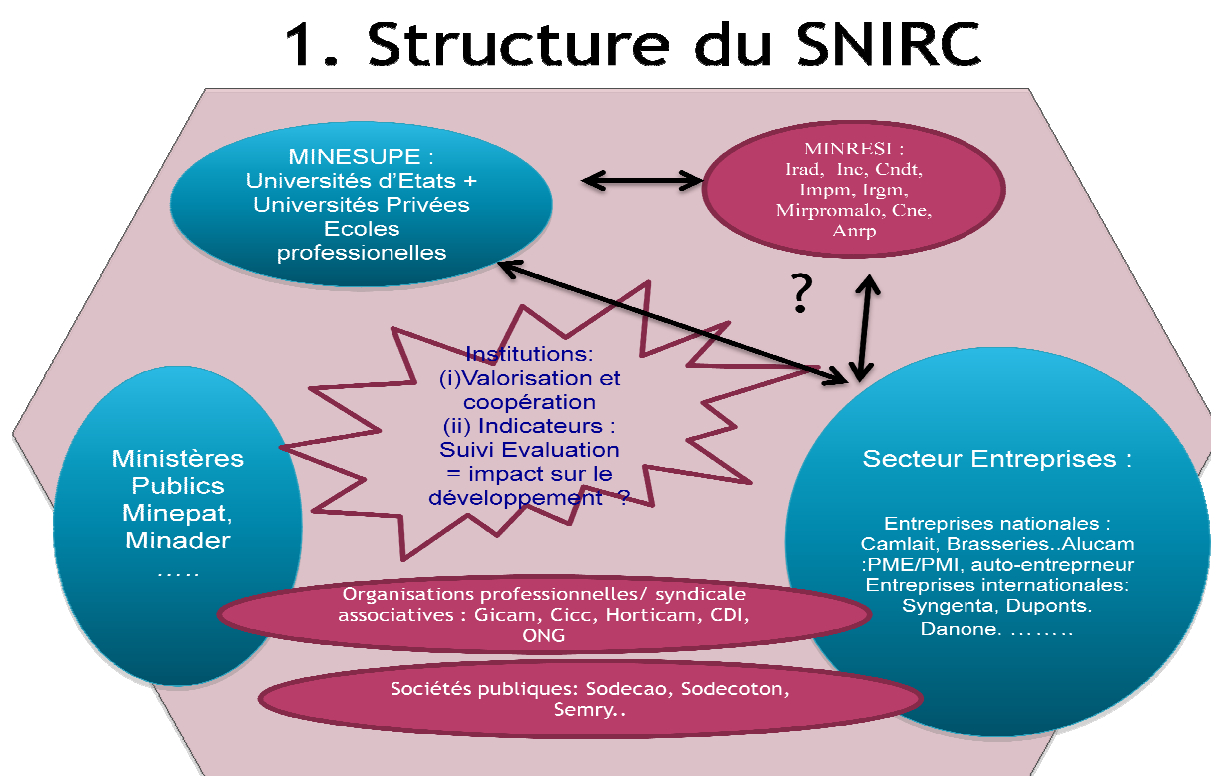 1. Structure du SNIRC
MINESUPE :
Universités d'Etats +
Universités Privées
Ecoles
professionelles
MINRESI :
Irad, Inc, Cndt,
Impm, Irgm,
Mirpromalo, Cne,
Anrp
?
Institutions:
(i)Valorisation et
coopération
(ii) Indicateurs :
Suivi Evaluation
= impact sur le
développement ?
Ministères
Publics
Minepat,
Minader
…..
Secteur Entreprises :
Entreprises nationales :
Camlait, Brasseries..Alucam
:PME/PMI, auto-entreprneur
Entreprises internationales:
Syngenta, Duponts.
Danone. ……..
Organisations professionnelles/ syndicale
associatives : Gicam, Cicc, Horticam, CDI,
ONG
Sociétés publiques: Sodecao, Sodecoton,
Semry..